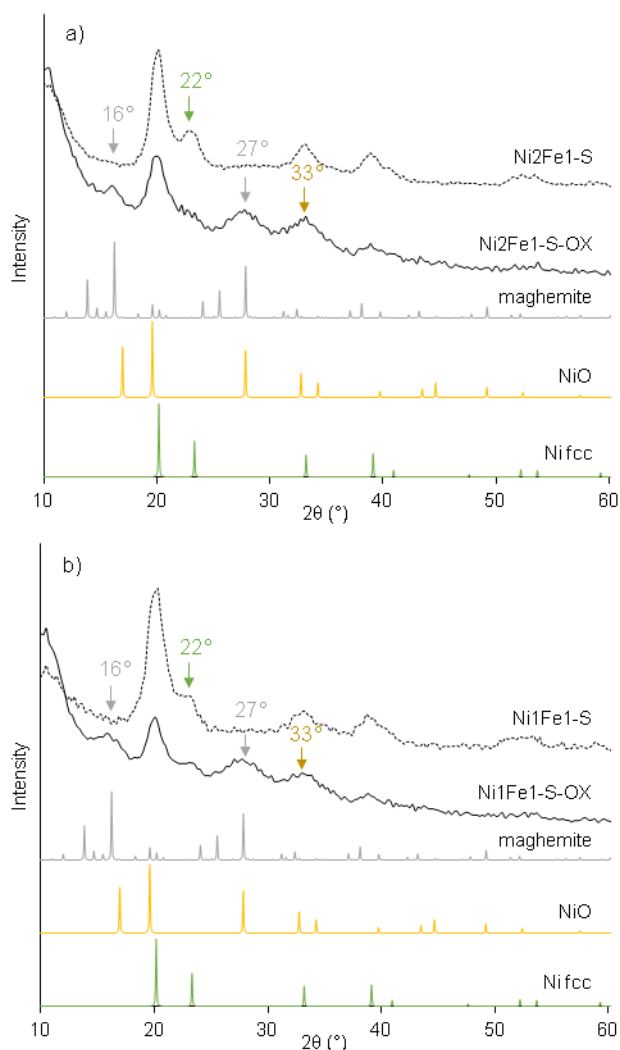 a)
22°
16°
27°
33°
Ni2Fe1-S
Ni2Fe1-S-OX
maghemite
NiO
Ni fcc
Intensity
10 20 30 40 50 60
2θ (°)
b)
22°
16°
27°
33°
Ni1Fe1-S
Ni1Fe1-S-OX
maghemite
NiO
Ni fcc
Intensity
10 20 30 40 50 60
2θ (°)